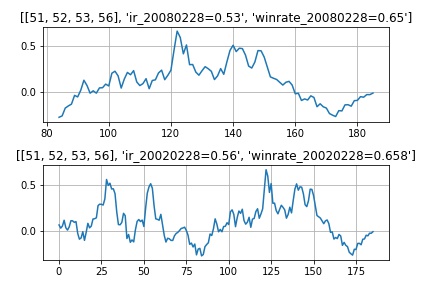 [[51, 52, 53, 56], 'ir_20080228=0.53', 'winrate_20080228=0.65']
0.5
0.0
80 100 120 140 160 180
[[51, 52, 53, 56], 'ir_20020228=0.56', 'winrate_20020228=0.658']
0.5
0.0
0 25 50 75 100 125 150 175